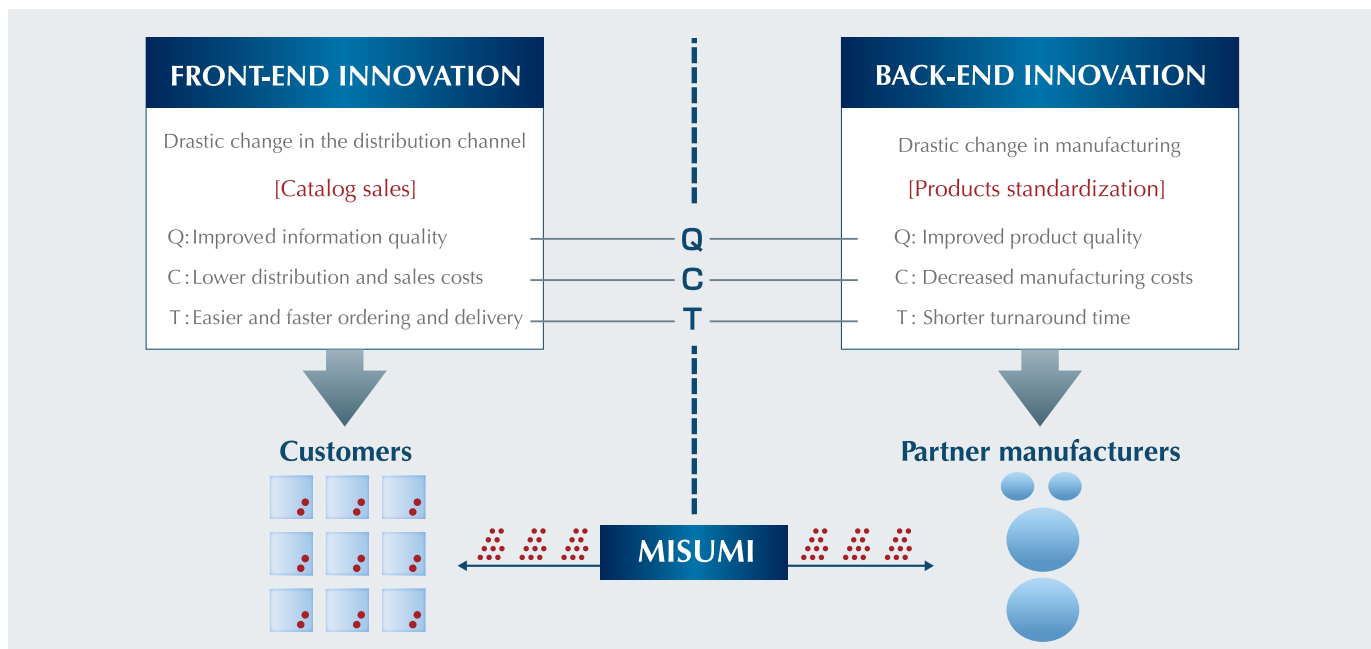 FRONT-END INNOVATION
Drastic change in the distribution channel
[Catalog sales]
Q: Improved information quality
C: Lower distribution and sales costs
T: Easier and faster ordering and delivery
Q
C
T
BACK-END INNOVATION
Drastic change in manufacturing
[Products standardization]
Q: Improved product quality
C: Decreased manufacturing costs
T: Shorter turnaround time
Customers
Partner manufacturers
MISUMI